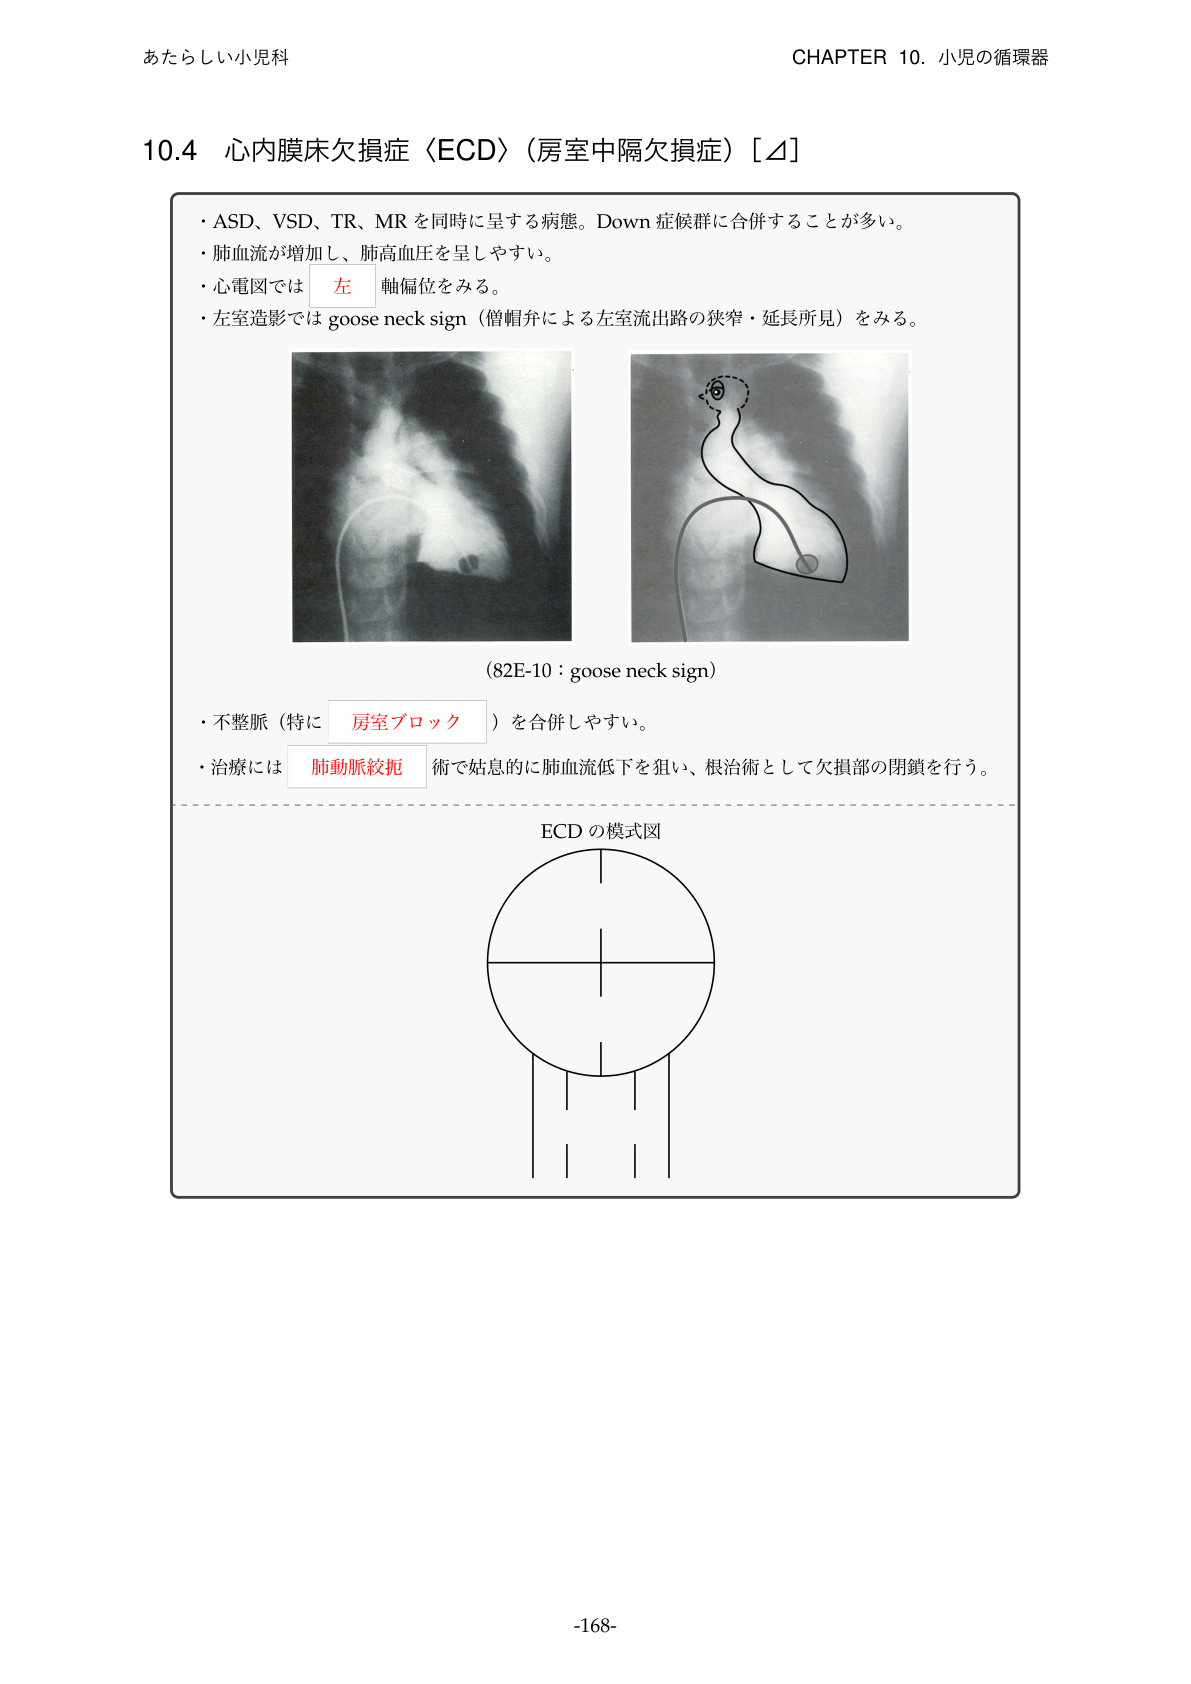 あたらしい小児科
CHAPTER 10. 小児の循環器
10.4 心内膜床欠損症〈ECD〉（房室中隔欠損症）[⊿]
・ASD、VSD、TR、MR を同時に呈する病態。Down 症候群に合併することが多い。
・肺血流が増加し、肺高血圧を呈しやすい。
・心電図では 左 軸偏位をみる。
・左室造影では goose neck sign（僧帽弁による左室流出路の狭窄・延長所見）をみる。
（82E-10：goose neck sign）
・不整脈（特に 房室ブロック ）を合併しやすい。
・治療には 肺動脈絞扼 術で姑息的に肺血流低下を狙い、根治術として欠損部の閉鎖を行う。
ECD の模式図
-168-